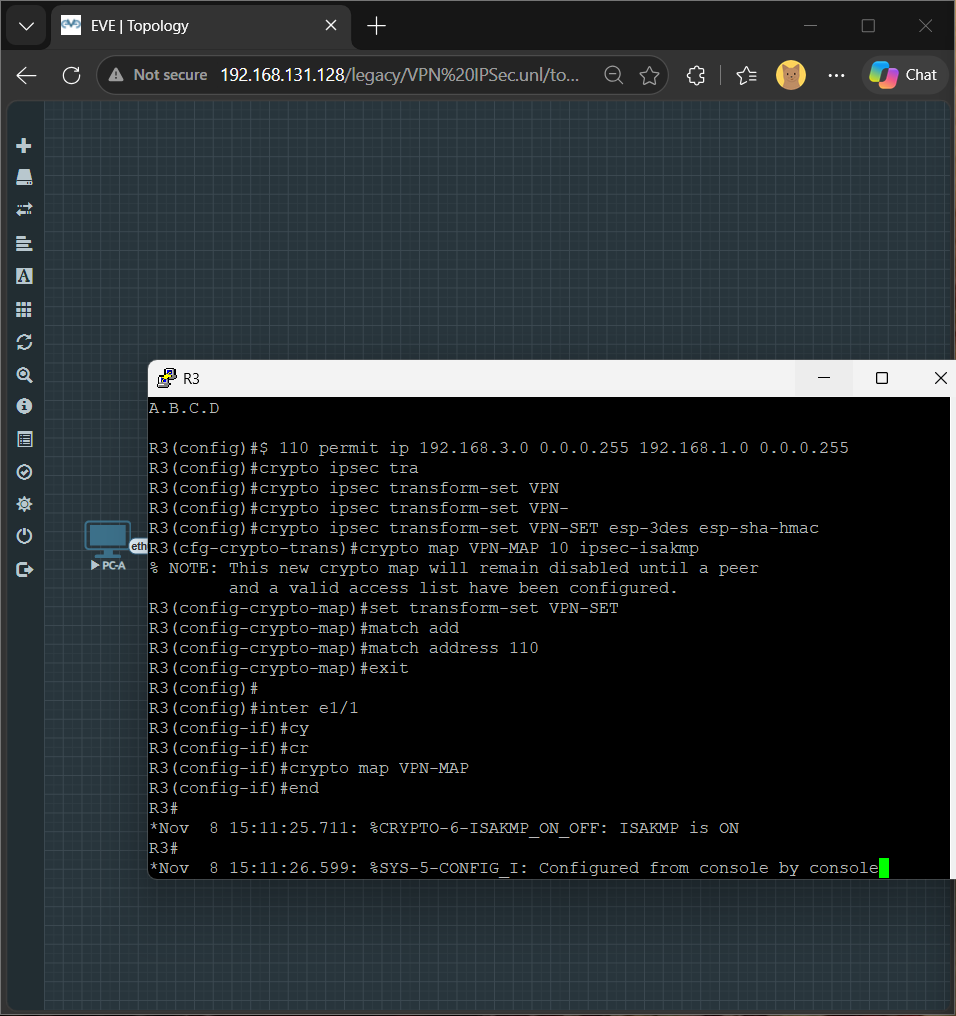 EVE | Topology
Not secure 192.168.131.128/legacy/VPN%20IPSec.unl/to...
Chat
R3
A.B.C.D
R3(config)#$ 110 permit ip 192.168.3.0 0.0.0.255 192.168.1.0 0.0.0.255
R3(config)#crypto ipsec tra
R3(config)#crypto ipsec transform-set VPN
R3(config)#crypto ipsec transform-set VPN-
R3(config)#crypto ipsec transform-set VPN-SET esp-3des esp-sha-hmac
R3(cfg-crypto-trans)#crypto map VPN-MAP 10 ipsec-isakmp
% NOTE: This new crypto map will remain disabled until a peer
and a valid access list have been configured.
R3(config-crypto-map)#set transform-set VPN-SET
R3(config-crypto-map)#match add
R3(config-crypto-map)#match address 110
R3(config-crypto-map)#exit
R3(config)#
R3(config)#inter e1/1
R3(config-if)#cy
R3(config-if)#cr
R3(config-if)#crypto map VPN-MAP
R3(config-if)#end
R3#
*Nov  8 15:11:25.711: %CRYPTO-6-ISAKMP_ON_OFF: ISAKMP is ON
R3#
*Nov  8 15:11:26.599: %SYS-5-CONFIG_I: Configured from console by console
eth
PC-A